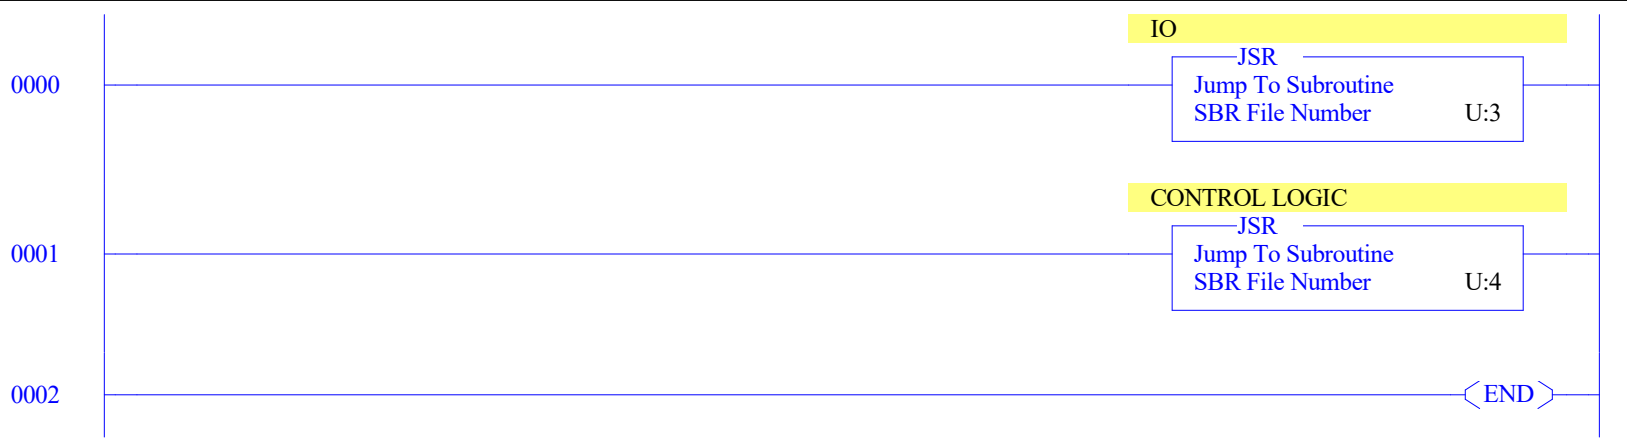 IO
JSR
0000
Jump To Subroutine
SBR File Number U:3
CONTROL LOGIC
JSR
0001
Jump To Subroutine
SBR File Number U:4
0002
END